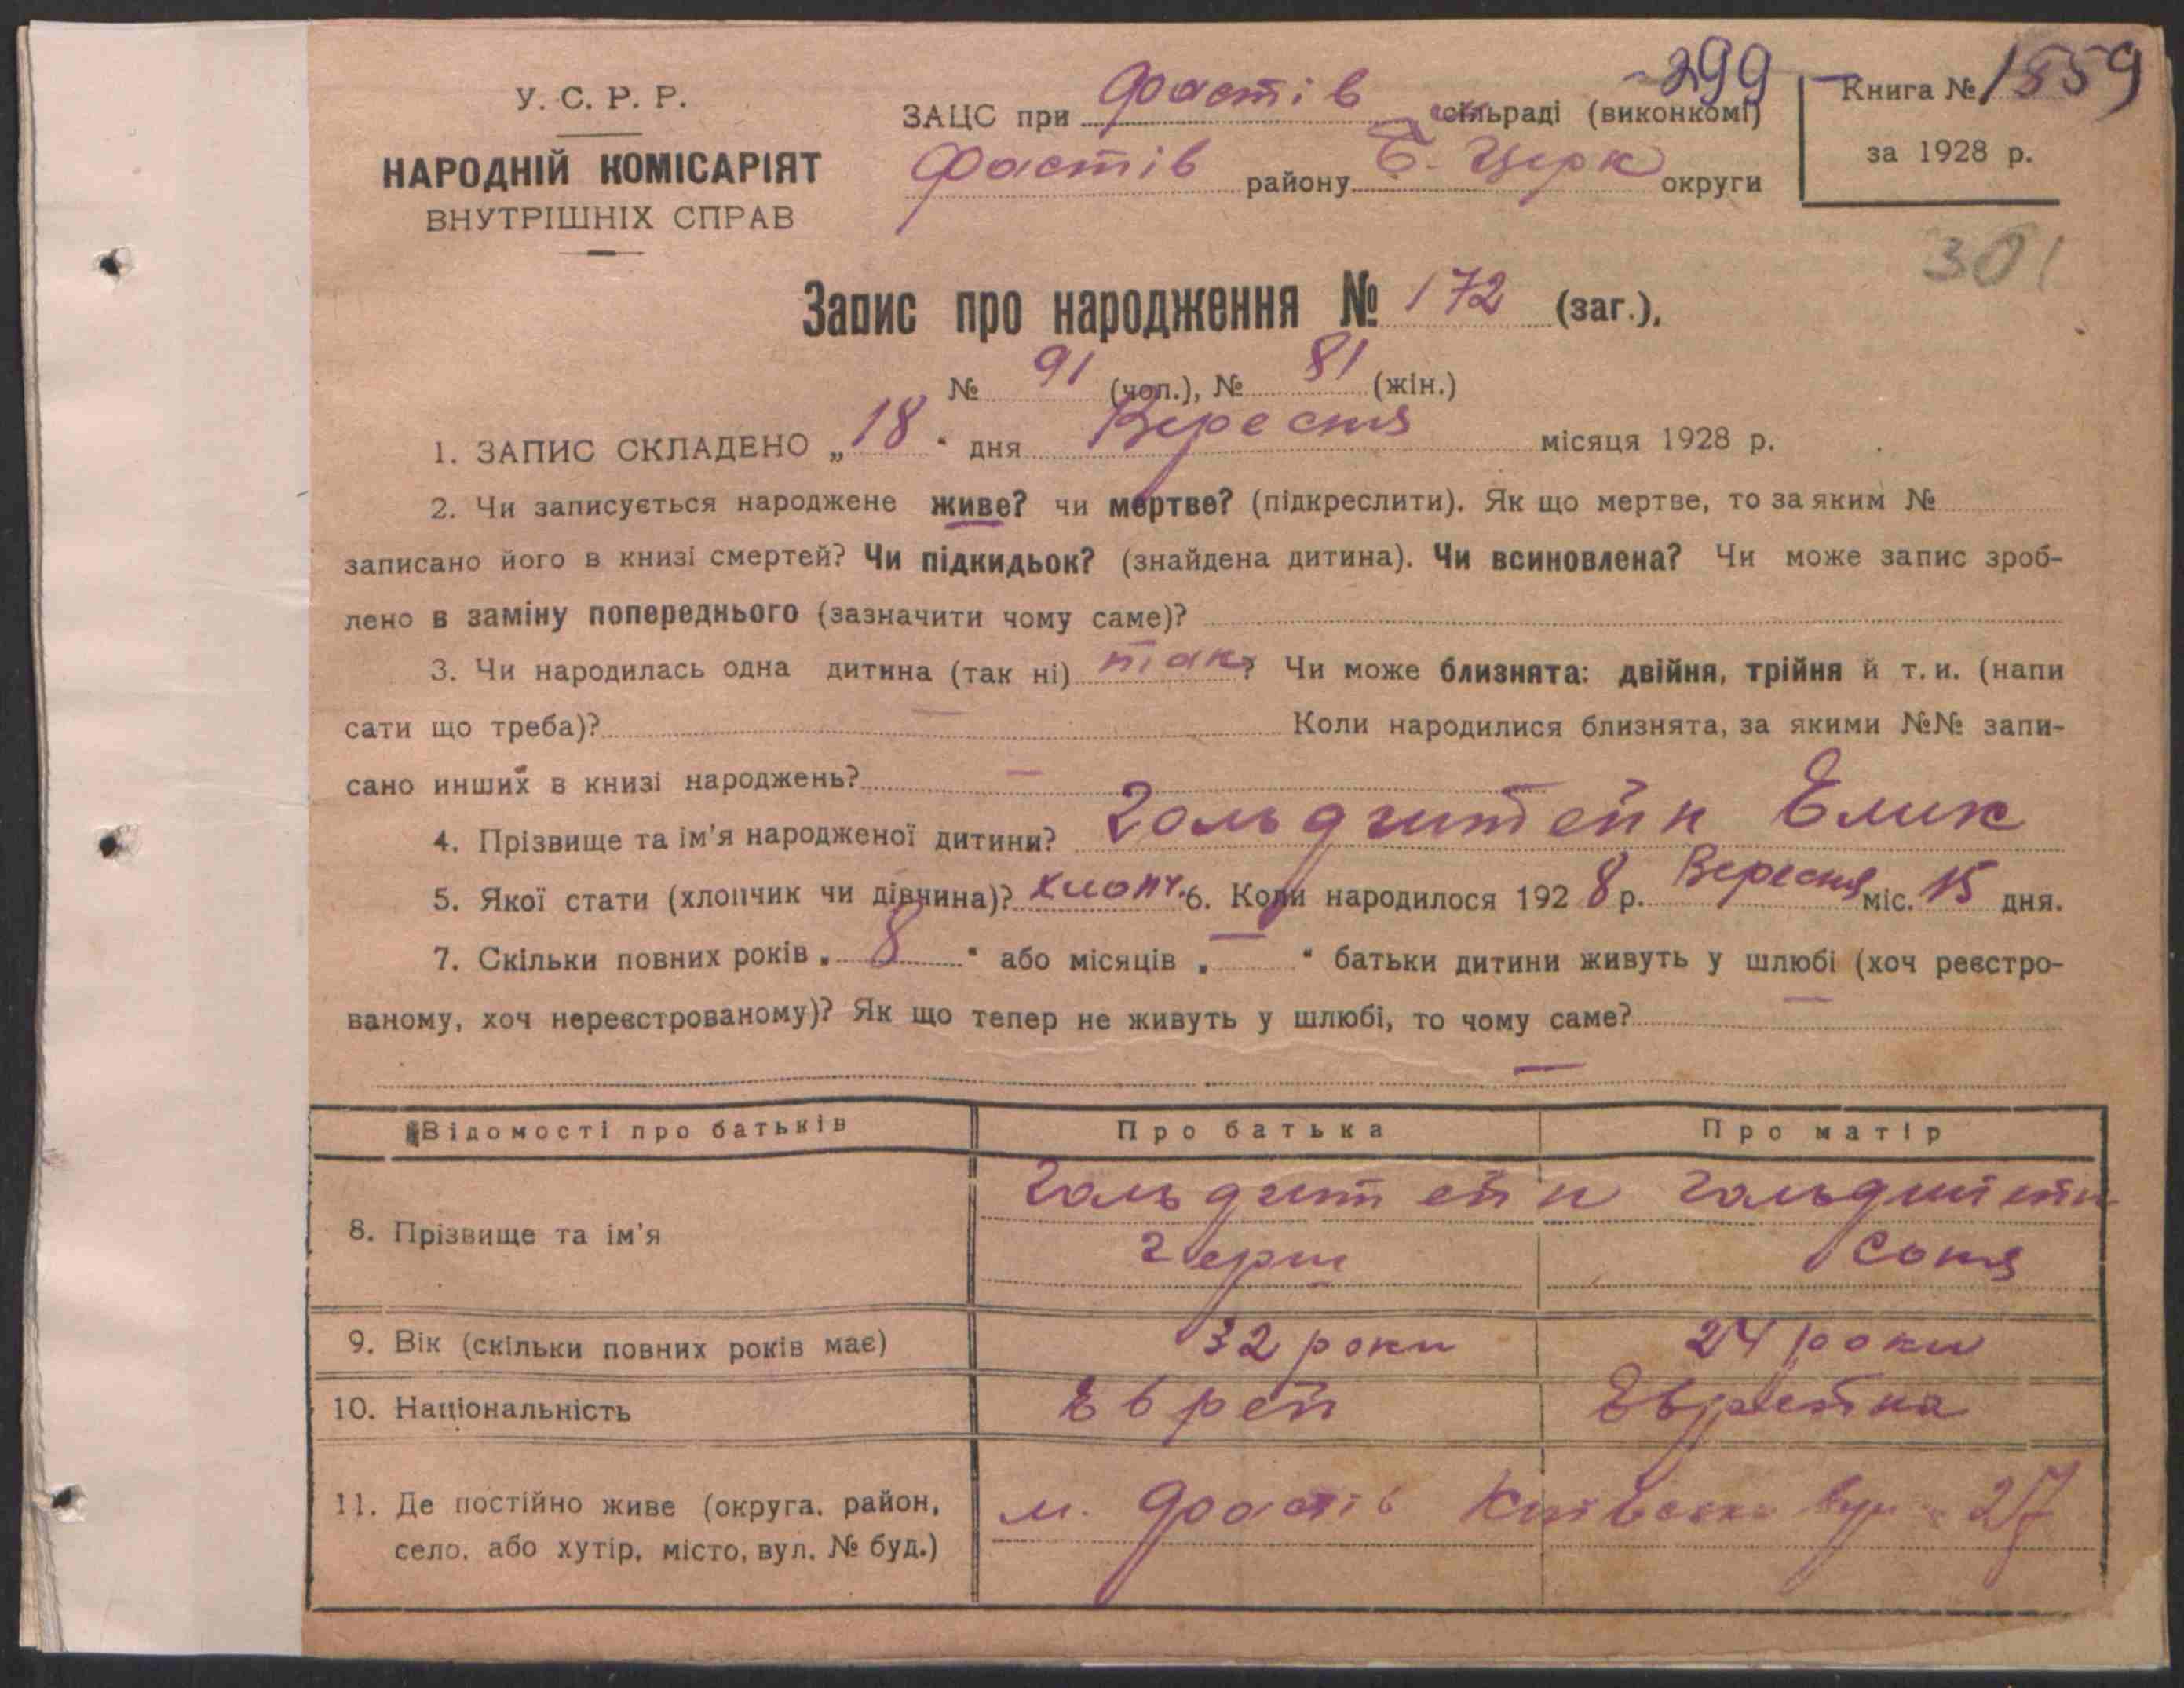 У. С. Р. Р.
НАРОДНІЙ КОМІСАРІЯТ
ВНУТРІШНІХ СПРАВ
ЗАЦС при Фастів сільраді (виконкомі)
Фастів району Б. Церк округи
299
Книга № 1559
за 1928 р.
301
Запис про народження № 172 (заг.),
№ 91 (чол.), № 81 (жін.)
1. ЗАПИС СКЛАДЕНО „18“ дня Вересня місяця 1928 р.
2. Чи записується народжене живе? чи мертве? (підкреслити). Як що мертве, то за яким №
записано його в книзі смертей? Чи підкидьок? (знайдена дитина). Чи всиновлена? Чи може запис зроб-
лено в заміну попереднього (зазначити чому саме)?
3. Чи народилась одна дитина (так ні) так? Чи може близнята: двійня, трійня й т. и. (напи
сати що треба)? — Коли народилися близнята, за якими №№ запи-
сано инших в книзі народжень? —
4. Прізвище та ім'я народженої дитини? Гольдштейн Елик
5. Якої стати (хлопчик чи дівчина)? хлопч. 6. Коли народилося 1928 р. Вересня міс. 15 дня.
7. Скільки повних років „8“ або місяців „—“ батьки дитини живуть у шлюбі (хоч реєстро-
ваному, хоч нереєстрованому)? Як що тепер не живуть у шлюбі, то чому саме? —
—
Відомості про батьків Про батька Про матір
8. Прізвище та ім'я Гольдштейн Герш Гольдштейн Соня
9. Вік (скільки повних років має) 32 роки 24 роки
10. Національність Еврей Еврейка
11. Де постійно живе (округа, район,
село, або хутір, місто, вул. № буд.)
м. Фастів Київська вул. 27